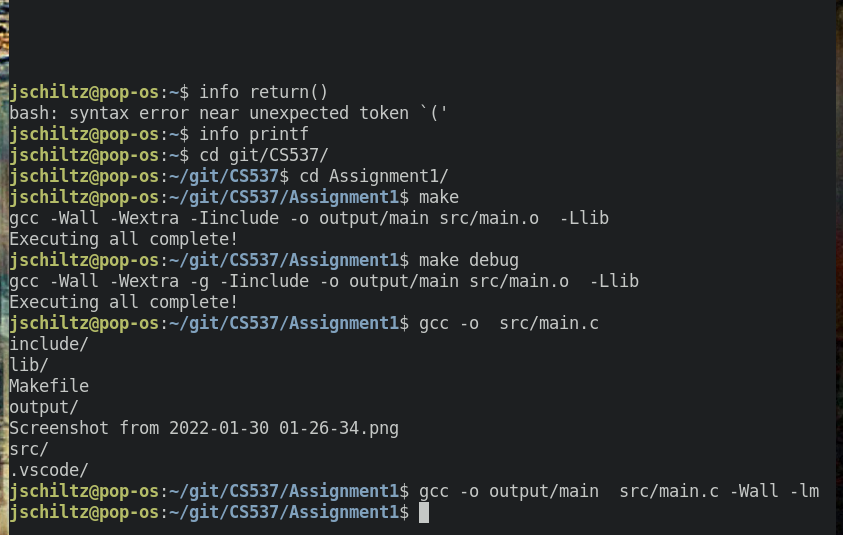 jschiltz@pop-os:~$ info return()
bash: syntax error near unexpected token `('
jschiltz@pop-os:~$ info printf
jschiltz@pop-os:~$ cd git/CS537/
jschiltz@pop-os:~/git/CS537$ cd Assignment1/
jschiltz@pop-os:~/git/CS537/Assignment1$ make
gcc -Wall -Wextra -Iinclude -o output/main src/main.o  -Llib
Executing all complete!
jschiltz@pop-os:~/git/CS537/Assignment1$ make debug
gcc -Wall -Wextra -g -Iinclude -o output/main src/main.o  -Llib
Executing all complete!
jschiltz@pop-os:~/git/CS537/Assignment1$ gcc -o  src/main.c
include/
lib/
Makefile
output/
Screenshot from 2022-01-30 01-26-34.png
src/
.vscode/
jschiltz@pop-os:~/git/CS537/Assignment1$ gcc -o output/main  src/main.c -Wall -lm
jschiltz@pop-os:~/git/CS537/Assignment1$